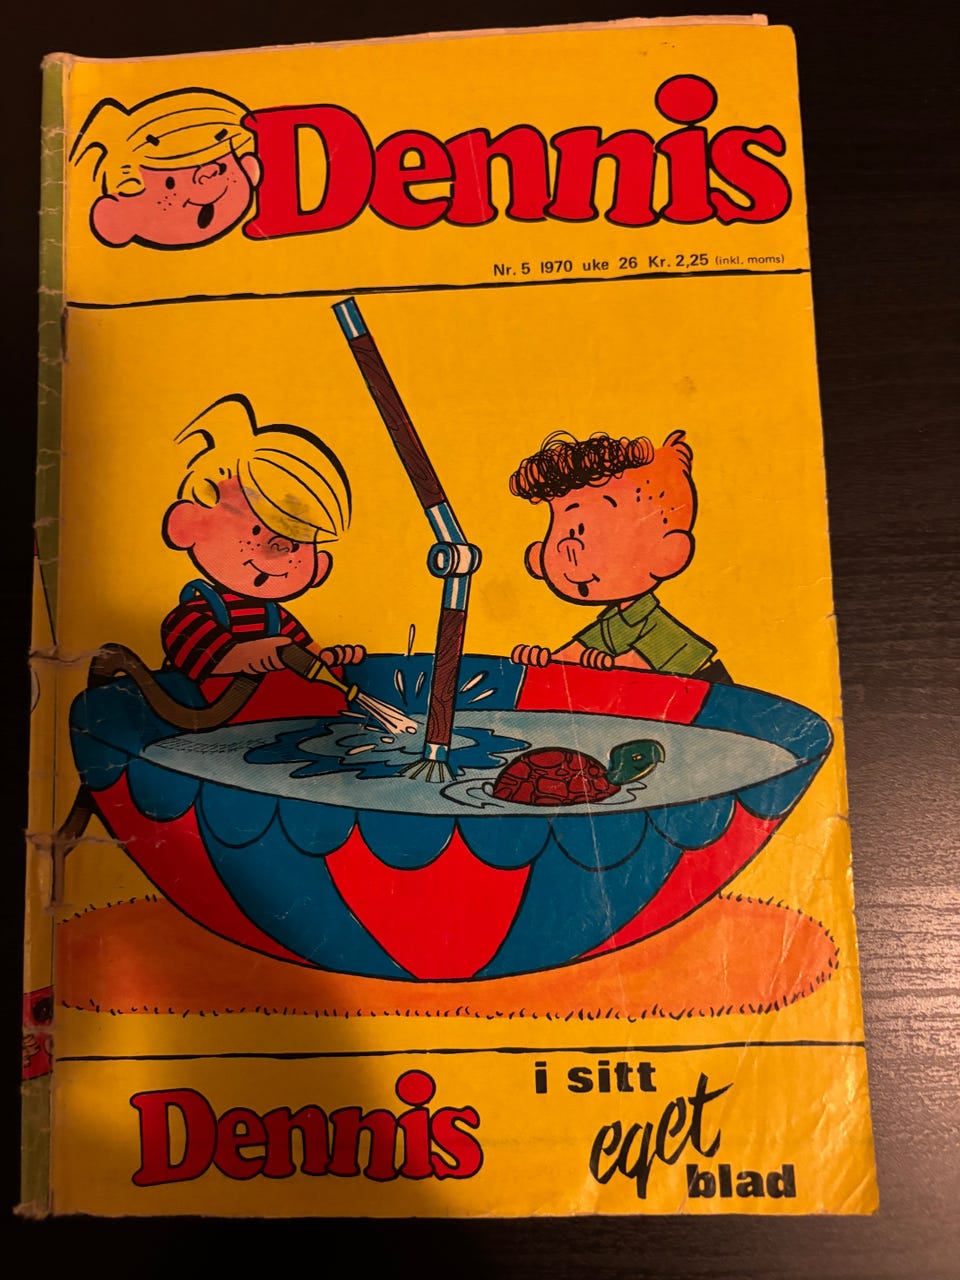 Dennis
Nr. 5 1970 uke 26 Kr. 2,25 (inkl. moms)
Dennis
i sitt
eget
blad